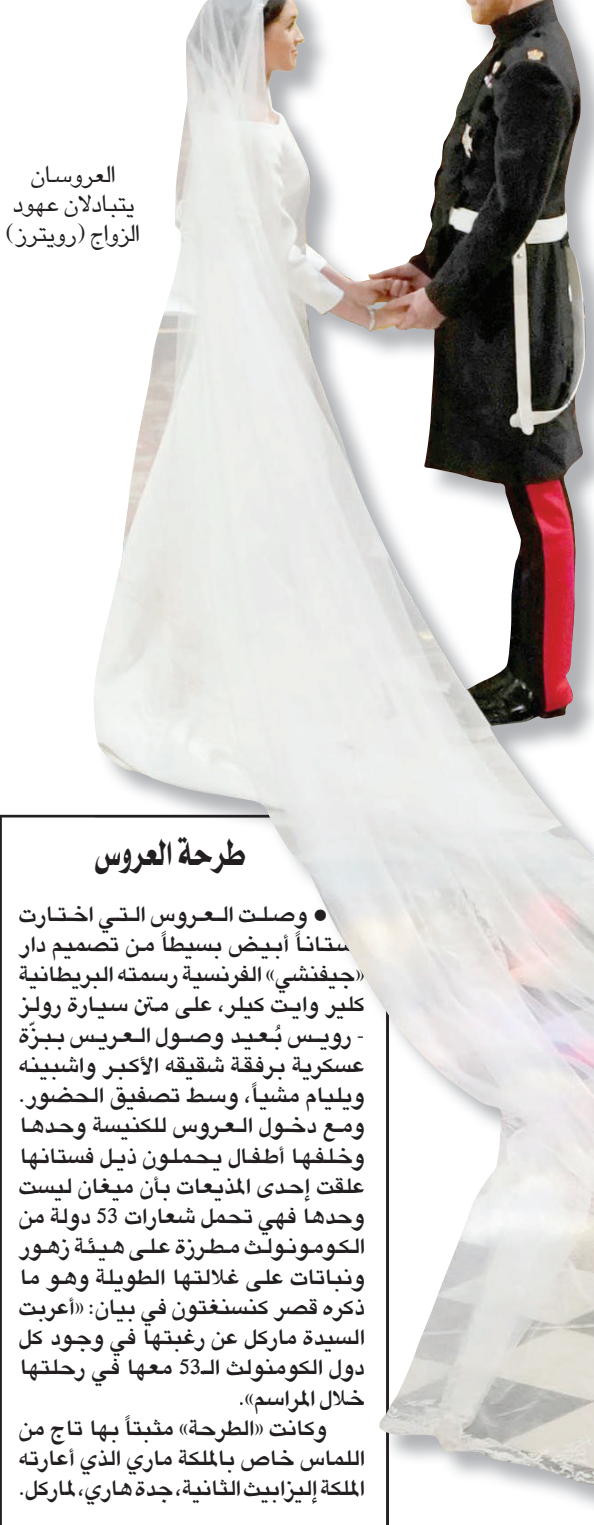 العروسان
يتبادلان عهود
الزواج (رويترز)
طرحة العروس
● وصلت العروس التي اختارت
ستاناً أبيض بسيطاً من تصميم دار
«جيفنشي» الفرنسية رسمته البريطانية
كلير وايت كيلر، على متن سيارة رولز
- رويس بُعيد وصول العريس ببزّة
عسكرية برفقة شقيقه الأكبر واشبينه
ويليام مشياً، وسط تصفيق الحضور.
ومع دخول العروس للكنيسة وحدها
وخلفها أطفال يحملون ذيل فستانها
علقت إحدى المذيعات بأن ميغان ليست
وحدها فهي تحمل شعارات 53 دولة من
الكومونولث مطرزة على هيئة زهور
ونباتات على غلالتها الطويلة وهو ما
ذكره قصر كنسنغتون في بيان: «أعربت
السيدة ماركل عن رغبتها في وجود كل
دول الكومنولث الـ53 معها في رحلتها
خلال المراسم».
وكانت «الطرحة» مثبتاً بها تاج من
اللماس خاص بالملكة ماري الذي أعارته
الملكة إليزابيث الثانية، جدة هاري، لماركل.